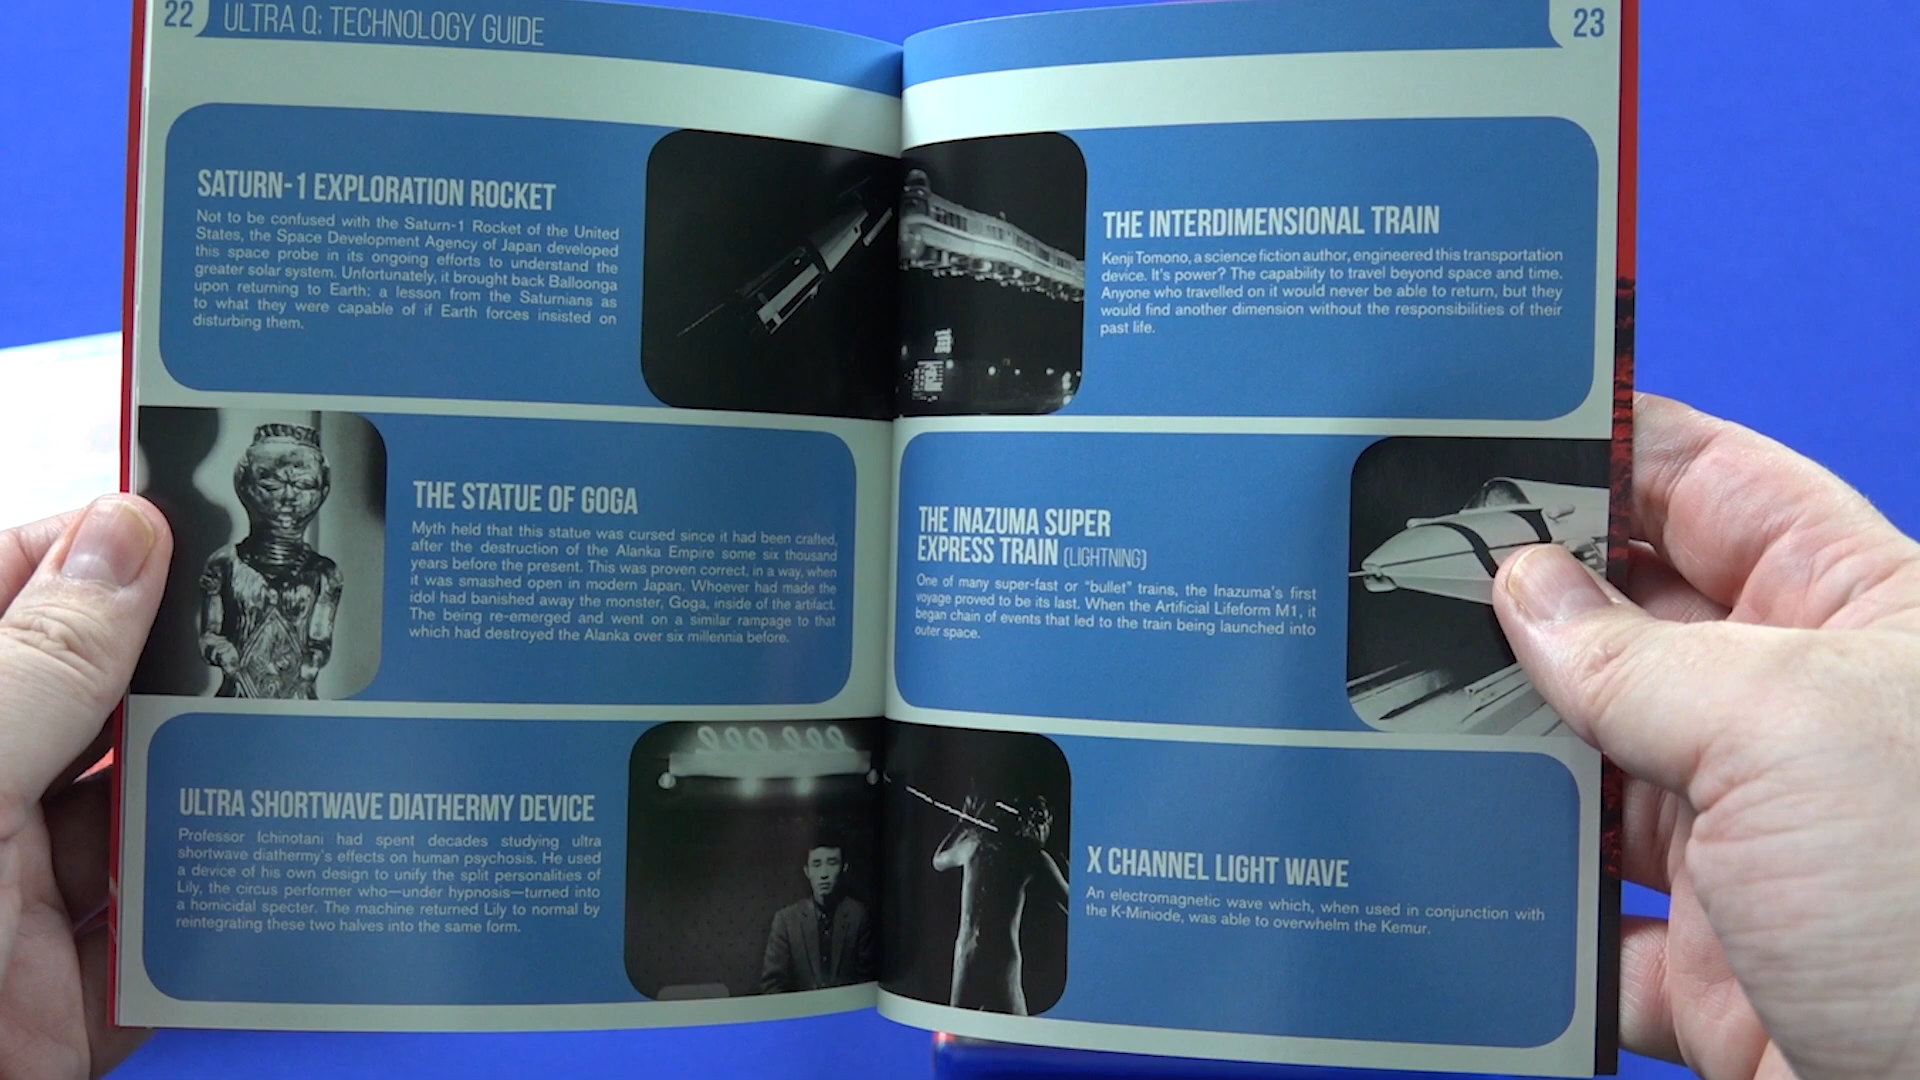 22 ULTRA Q: TECHNOLOGY GUIDE
SATURN-1 EXPLORATION ROCKET
Not to be confused with the Saturn-1 Rocket of the United
States, the Space Development Agency of Japan developed
this space probe in its ongoing efforts to understand the
greater solar system. Unfortunately, it brought back Balloonga
upon returning to Earth: a lesson from the Saturnians as
to what they were capable of if Earth forces insisted on
disturbing them.
THE STATUE OF GOGA
Myth held that this statue was cursed since it had been crafted,
after the destruction of the Alanka Empire some six thousand
years before the present. This was proven correct, in a way, when
it was smashed open in modern Japan. Whoever had made the
idol had banished away the monster, Goga, inside of the artifact.
The being re-emerged and went on a similar rampage to that
which had destroyed the Alanka over six millennia before.
ULTRA SHORTWAVE DIATHERMY DEVICE
Professor Ichinotani had spent decades studying ultra
shortwave diathermy's effects on human psychosis. He used
a device of his own design to unify the split personalities of
Lily, the circus performer who—under hypnosis—turned into
a homicidal specter. The machine returned Lily to normal by
reintegrating these two halves into the same form.
23
THE INTERDIMENSIONAL TRAIN
Kenji Tomono, a science fiction author, engineered this transportation
device. It's power? The capability to travel beyond space and time.
Anyone who travelled on it would never be able to return, but they
would find another dimension without the responsibilities of their
past life.
THE INAZUMA SUPER
EXPRESS TRAIN (LIGHTNING)
One of many super-fast or "bullet" trains, the Inazuma's first
voyage proved to be its last. When the Artificial Lifeform M1, it
began chain of events that led to the train being launched into
outer space.
X CHANNEL LIGHT WAVE
An electromagnetic wave which, when used in conjunction with
the K-Miniode, was able to overwhelm the Kemur.